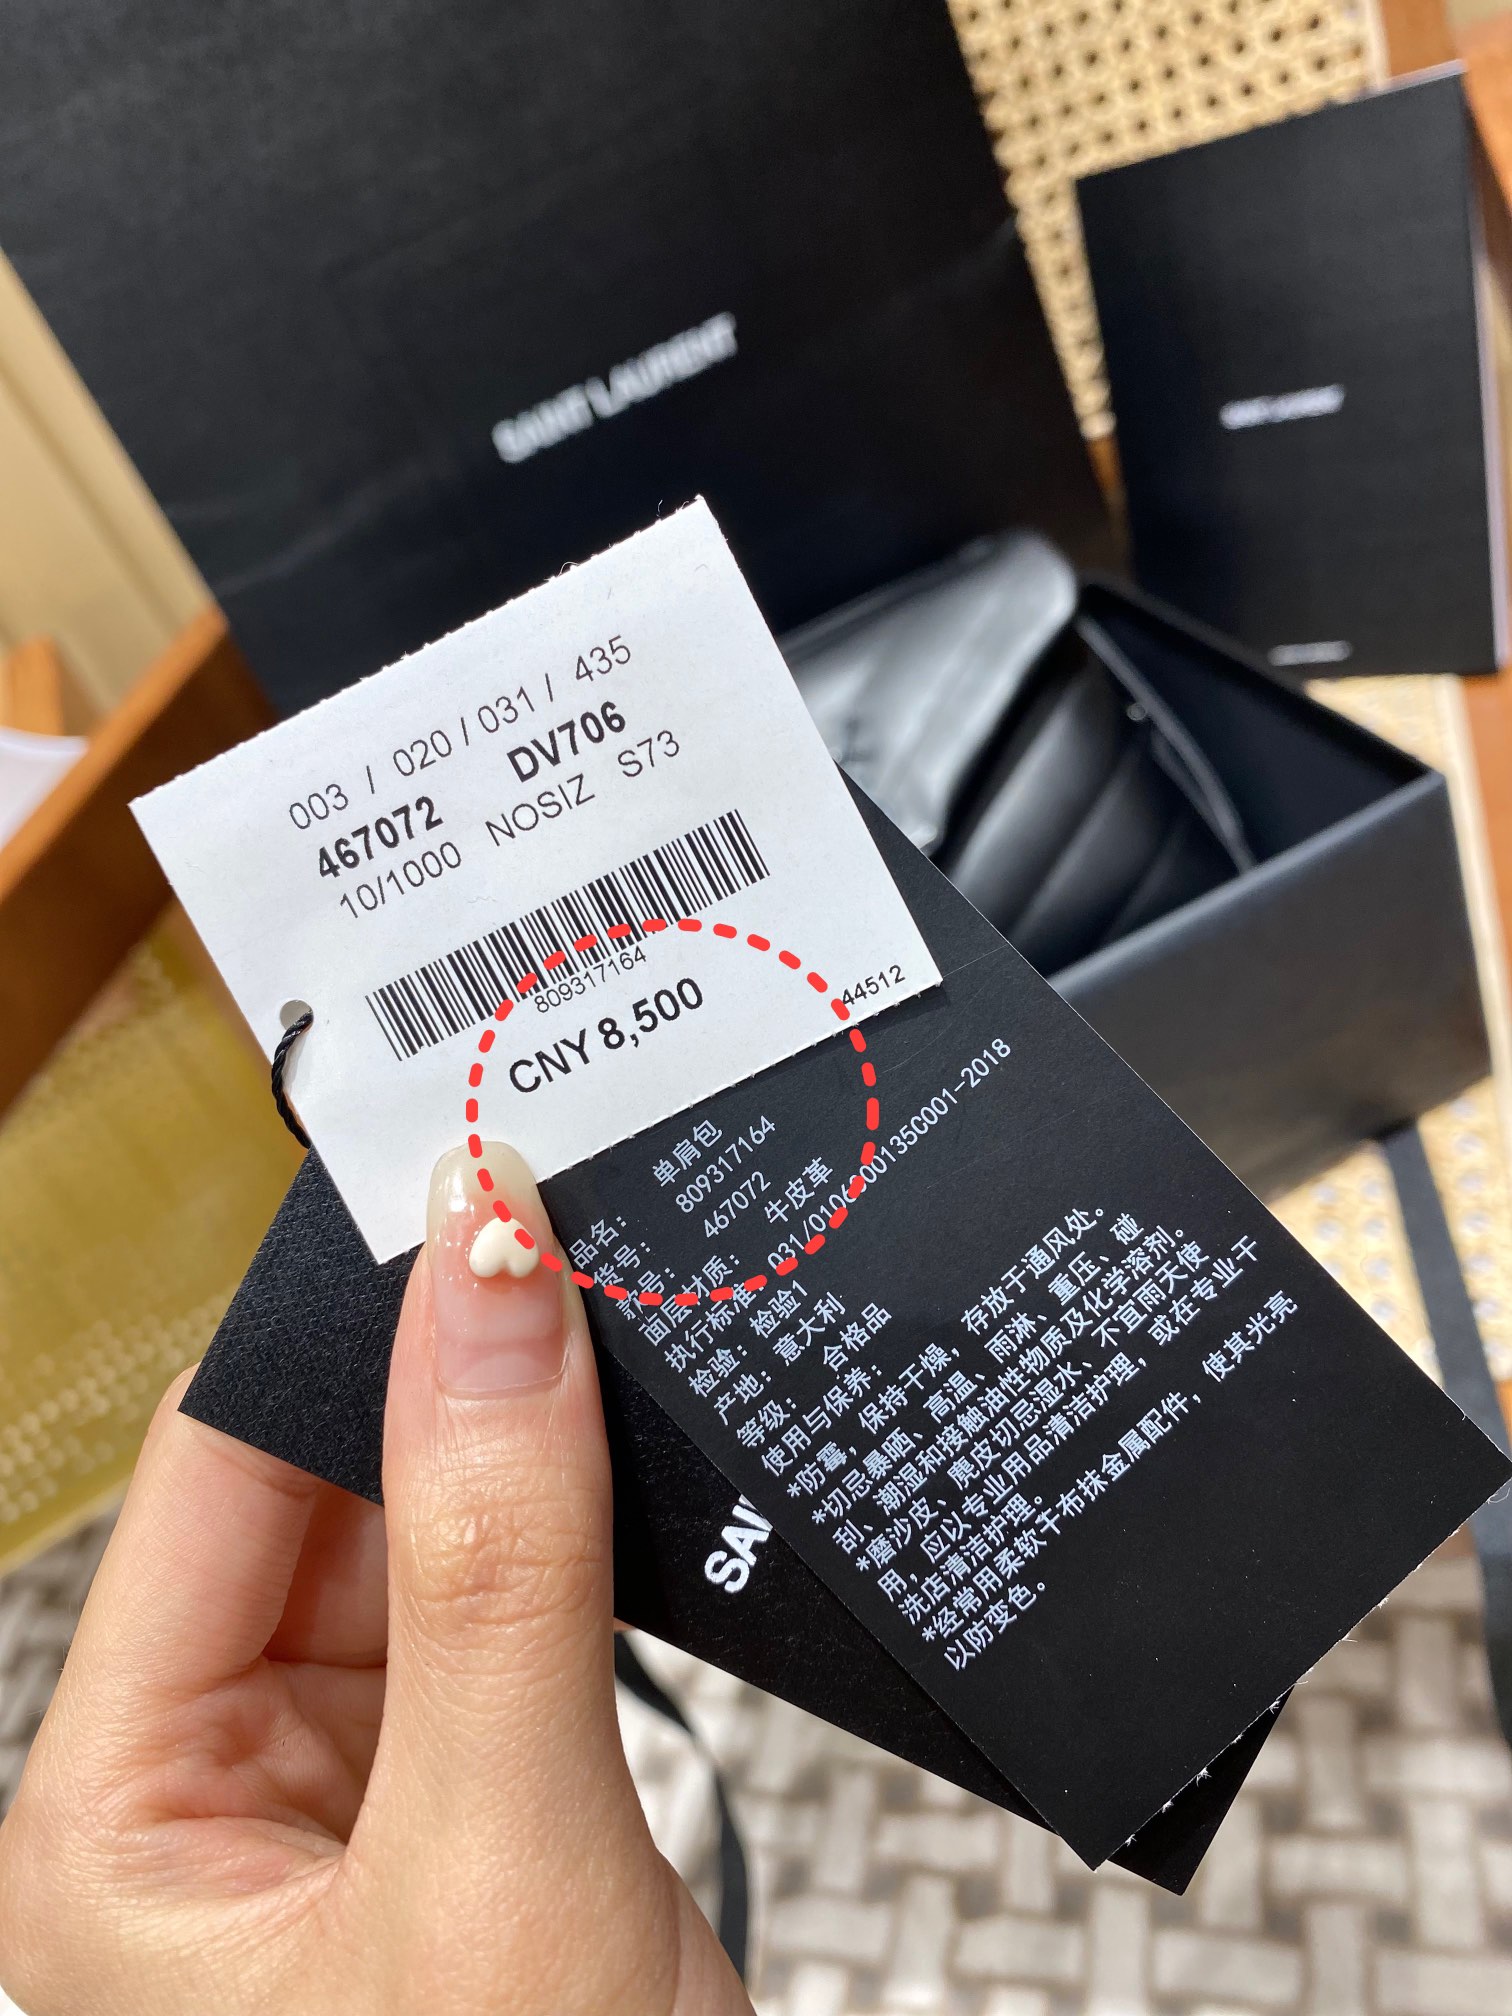 SAINT LAURENT
SAINT LAURENT
003 / 020 / 031 / 435
467072 DV706
10/1000 NOSIZ S73
809317164
CNY 8,500
44512
品名: 单肩包
货号: 809317164
款号: 467072
面层材质: 牛皮革
执行标准: 031/0106000135C001-2018
检验: 检验1
产地: 意大利
等级: 合格品
使用与保养:
*防霉, 保持干燥, 存放于通风处。
*切忌暴晒、高温、雨淋、重压、碰
刮、潮湿和接触油性物质及化学溶剂。
*磨沙皮、麂皮切忌湿水、不宜雨天使
用, 应以专业用品清洁护理, 或在专业干
洗店清洁护理。
*经常用柔软干布抹金属配件, 使其光亮
以防变色。